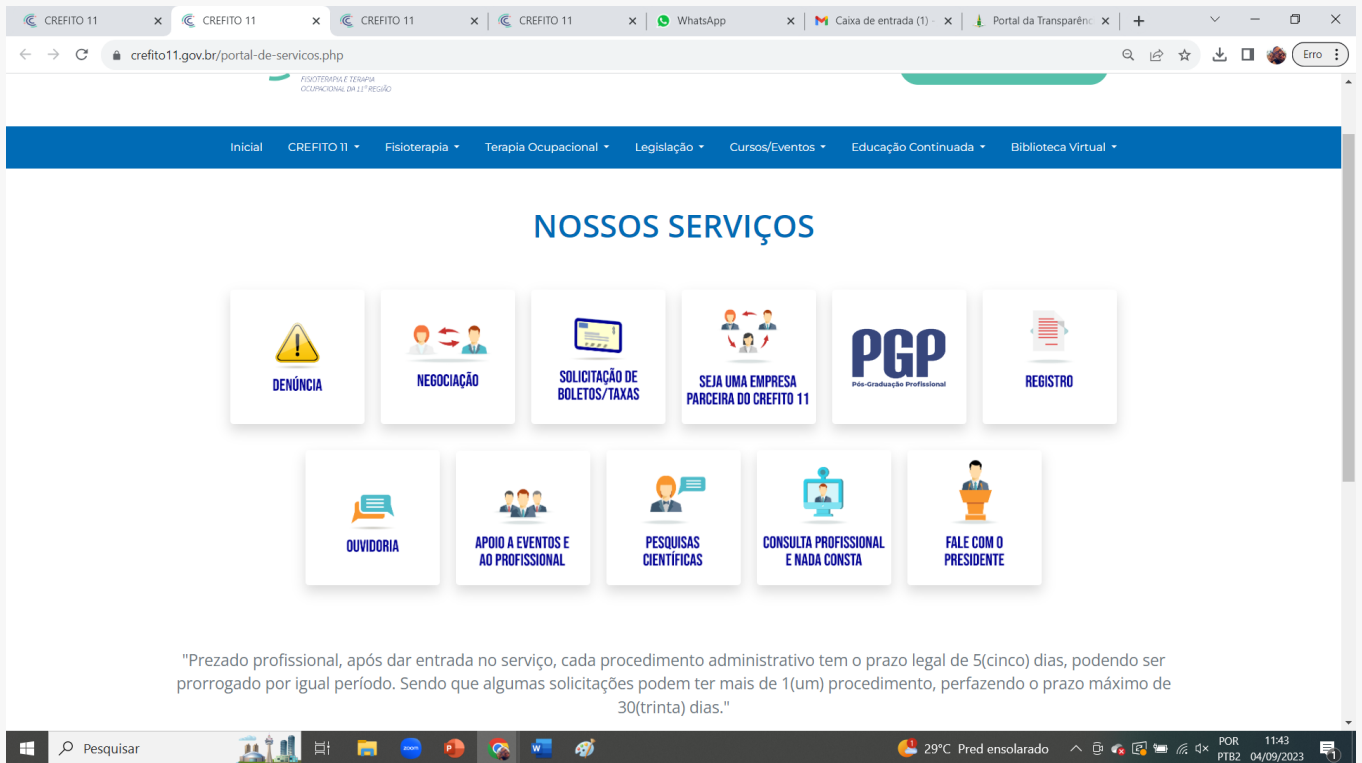 CREFITO 11
CREFITO 11
CREFITO 11
CREFITO 11
WhatsApp
Caixa de entrada (1) -
Portal da Transparênc
crefito11.gov.br/portal-de-servicos.php
Erro
FISIOTERAPIA E TERAPIA
OCUPACIONAL DA 11ª REGIÃO
Inicial CREFITO 11 Fisioterapia Terapia Ocupacional Legislação Cursos/Eventos Educação Continuada Biblioteca Virtual
NOSSOS SERVIÇOS
DENÚNCIA
NEGOCIAÇÃO
SOLICITAÇÃO DE
BOLETOS/TAXAS
SEJA UMA EMPRESA
PARCEIRA DO CREFITO 11
PGP
Pós-Graduação Profissional
REGISTRO
OUVIDORIA
APOIO A EVENTOS E
AO PROFISSIONAL
PESQUISAS
CIENTÍFICAS
CONSULTA PROFISSIONAL
E NADA CONSTA
FALE COM O
PRESIDENTE
"Prezado profissional, após dar entrada no serviço, cada procedimento administrativo tem o prazo legal de 5(cinco) dias, podendo ser
prorrogado por igual período. Sendo que algumas solicitações podem ter mais de 1(um) procedimento, perfazendo o prazo máximo de
30(trinta) dias."
Pesquisar
zoom
29°C Pred ensolarado
POR
PTB2
11:43
04/09/2023